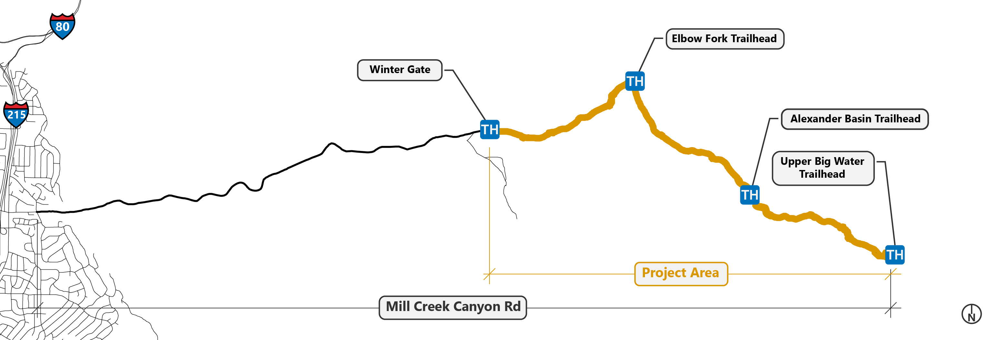 80
Elbow Fork Trailhead
Winter Gate
TH
215
Alexander Basin Trailhead
TH
Upper Big Water
Trailhead
TH
TH
Project Area
Mill Creek Canyon Rd
N